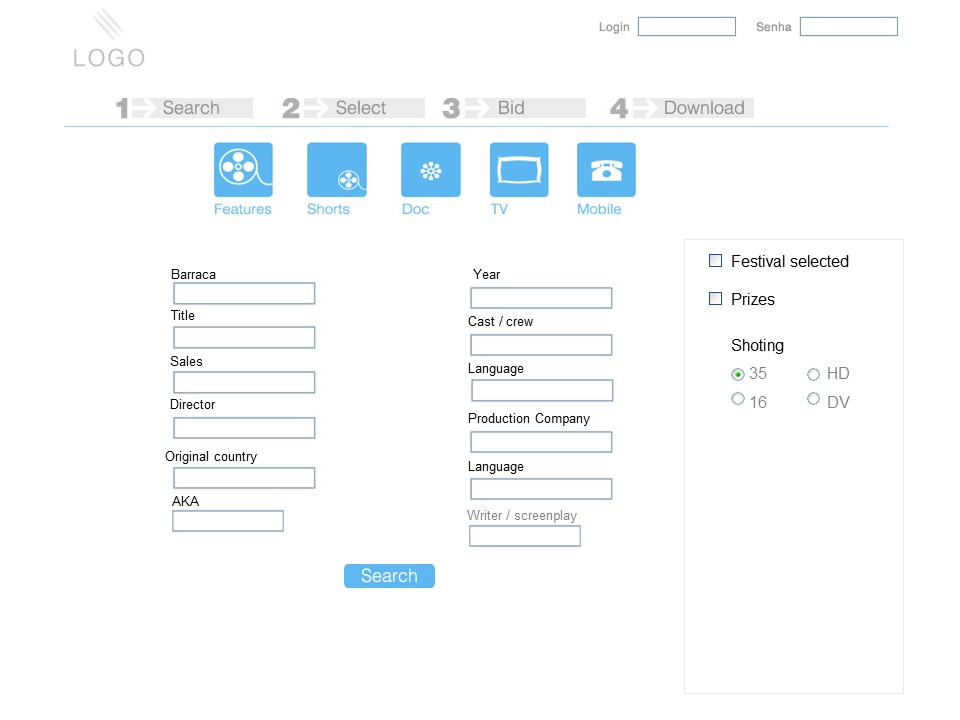 LOGO
Login
Senha
1 Search
2 Select
3 Bid
4 Download
Features
Shorts
Doc
TV
Mobile
Barraca
Title
Sales
Director
Original country
AKA
Year
Cast / crew
Language
Production Company
Language
Writer / screenplay
Search
Festival selected
Prizes
Shoting
35
HD
16
DV